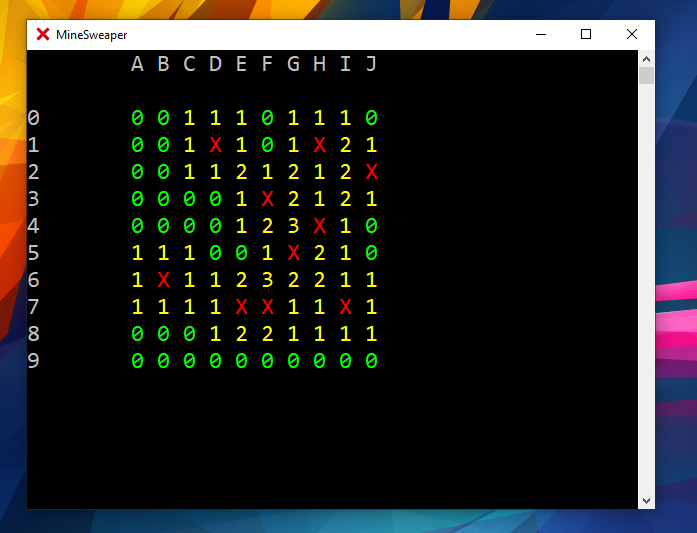 MineSweaper
A B C D E F G H I J
0 0 0 1 1 1 0 1 1 1 0
1 0 0 1 X 1 0 1 X 2 1
2 0 0 1 1 2 1 2 1 2 X
3 0 0 0 0 1 X 2 1 2 1
4 0 0 0 0 1 2 3 X 1 0
5 1 1 1 0 0 1 X 2 1 0
6 1 X 1 1 2 3 2 2 1 1
7 1 1 1 1 X X 1 1 X 1
8 0 0 0 1 2 2 1 1 1 1
9 0 0 0 0 0 0 0 0 0 0